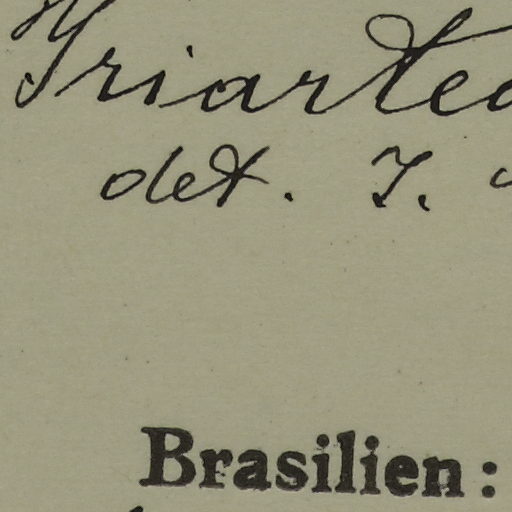 Iriartea
det. J.
Brasilien: